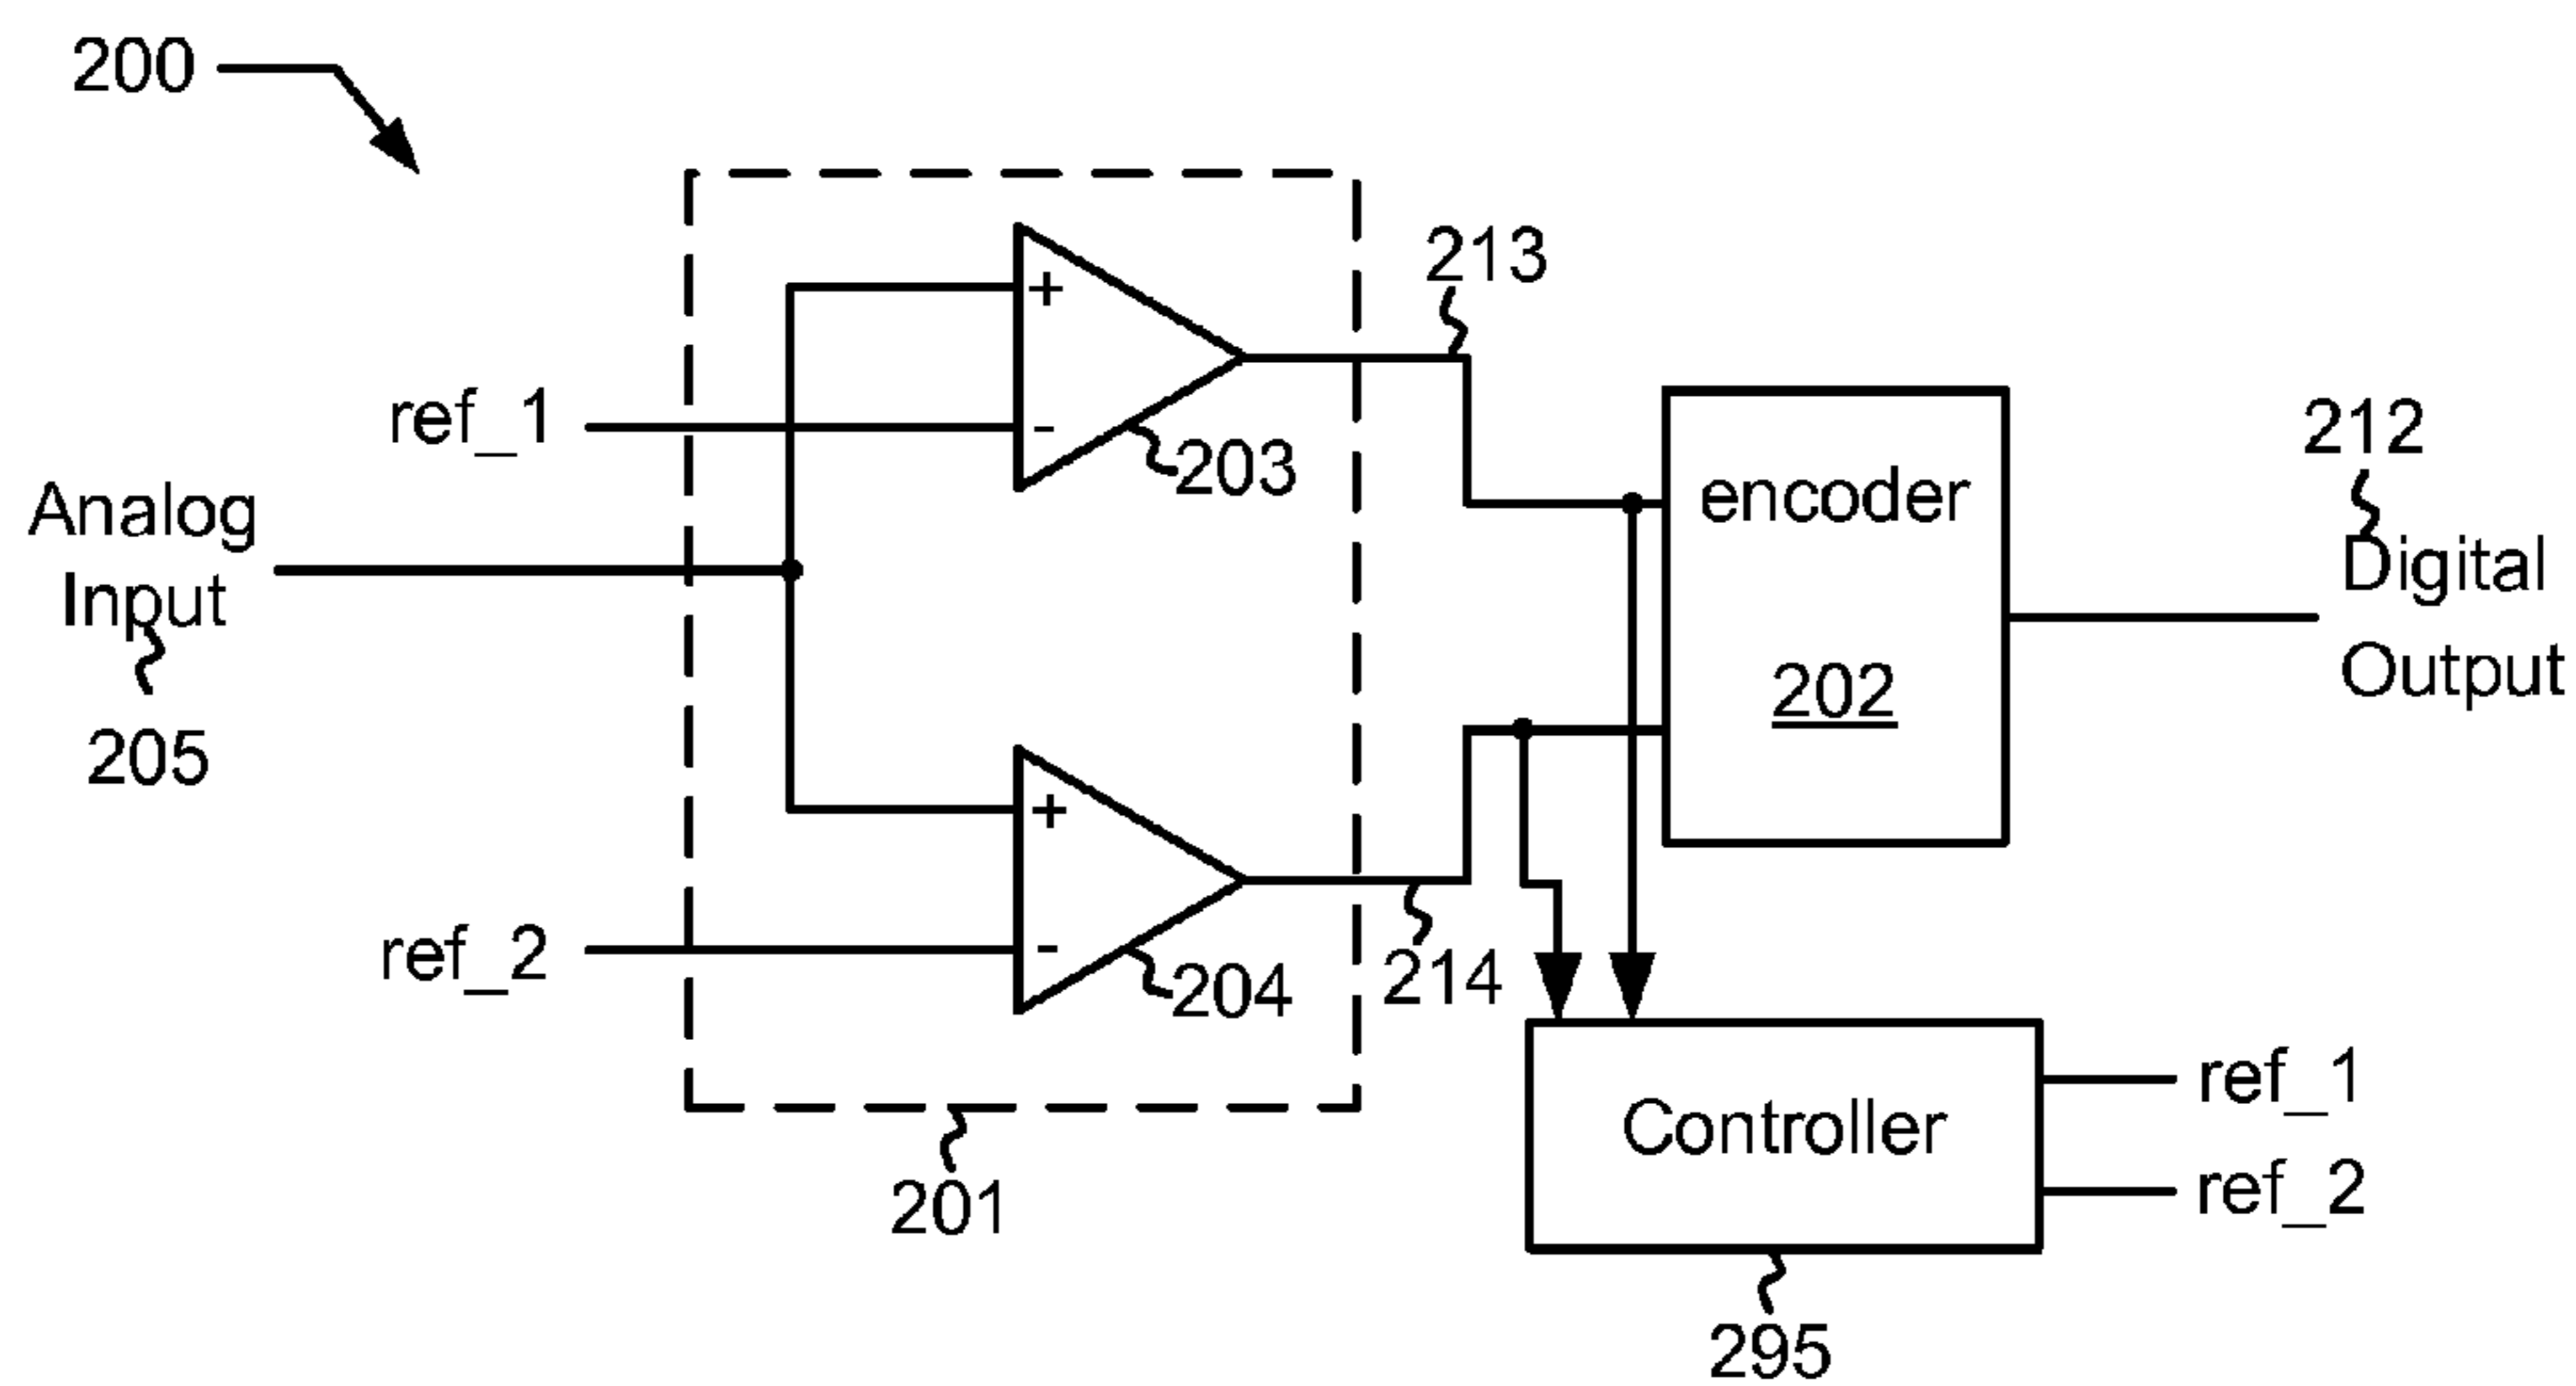 200
213
ref_1
+
-
203
Analog
Input
205
encoder
202
212
Digital
Output
+
-
ref_2
204
214
201
Controller
ref_1
ref_2
295